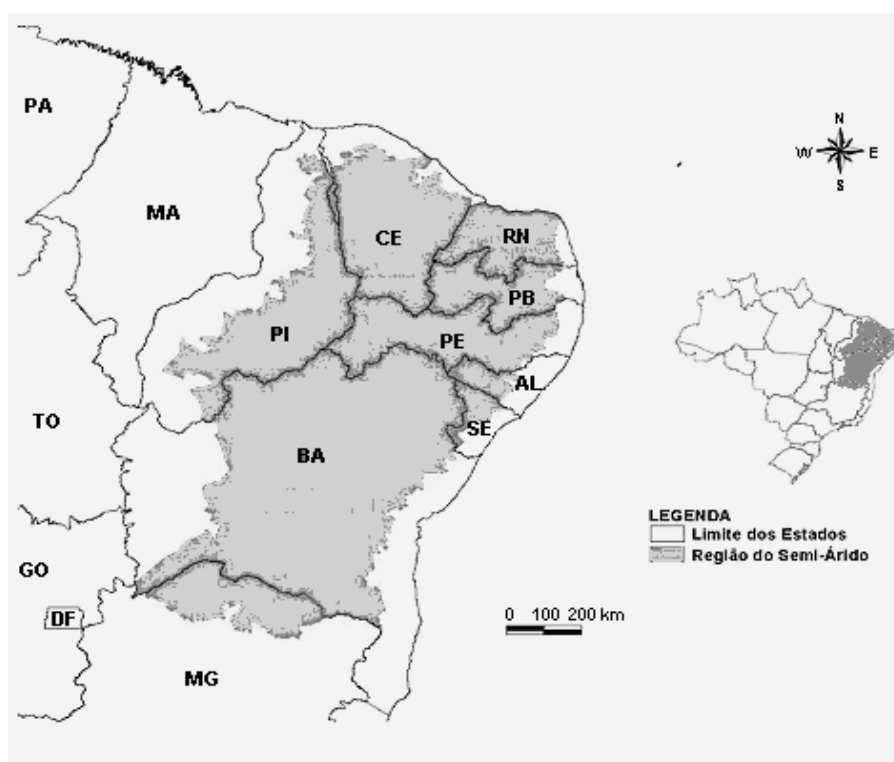 PA
N
W E
S
MA
CE
RN
PB
PI
PE
AL
TO
SE
BA
LEGENDA
Limite dos Estados
Região do Semi-Árido
GO
DF
0 100 200 km
MG